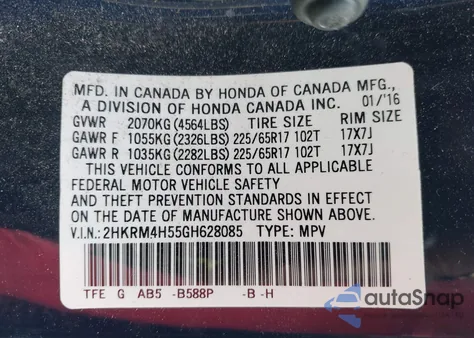 MFD. IN CANADA BY HONDA OF CANADA MFG.,
A DIVISION OF HONDA CANADA INC. 01/'16
GVWR 2070KG (4564LBS) TIRE SIZE RIM SIZE
GAWR F 1055KG (2326LBS) 225/65R17 102T 17X7J
GAWR R 1035KG (2282LBS) 225/65R17 102T 17X7J
THIS VEHICLE CONFORMS TO ALL APPLICABLE
FEDERAL MOTOR VEHICLE SAFETY
AND THEFT PREVENTION STANDARDS IN EFFECT
ON THE DATE OF MANUFACTURE SHOWN ABOVE.
V.I.N.: 2HKRM4H55GH628085 TYPE: MPV
TFE G AB5 -B588P -B -H
autoSnap